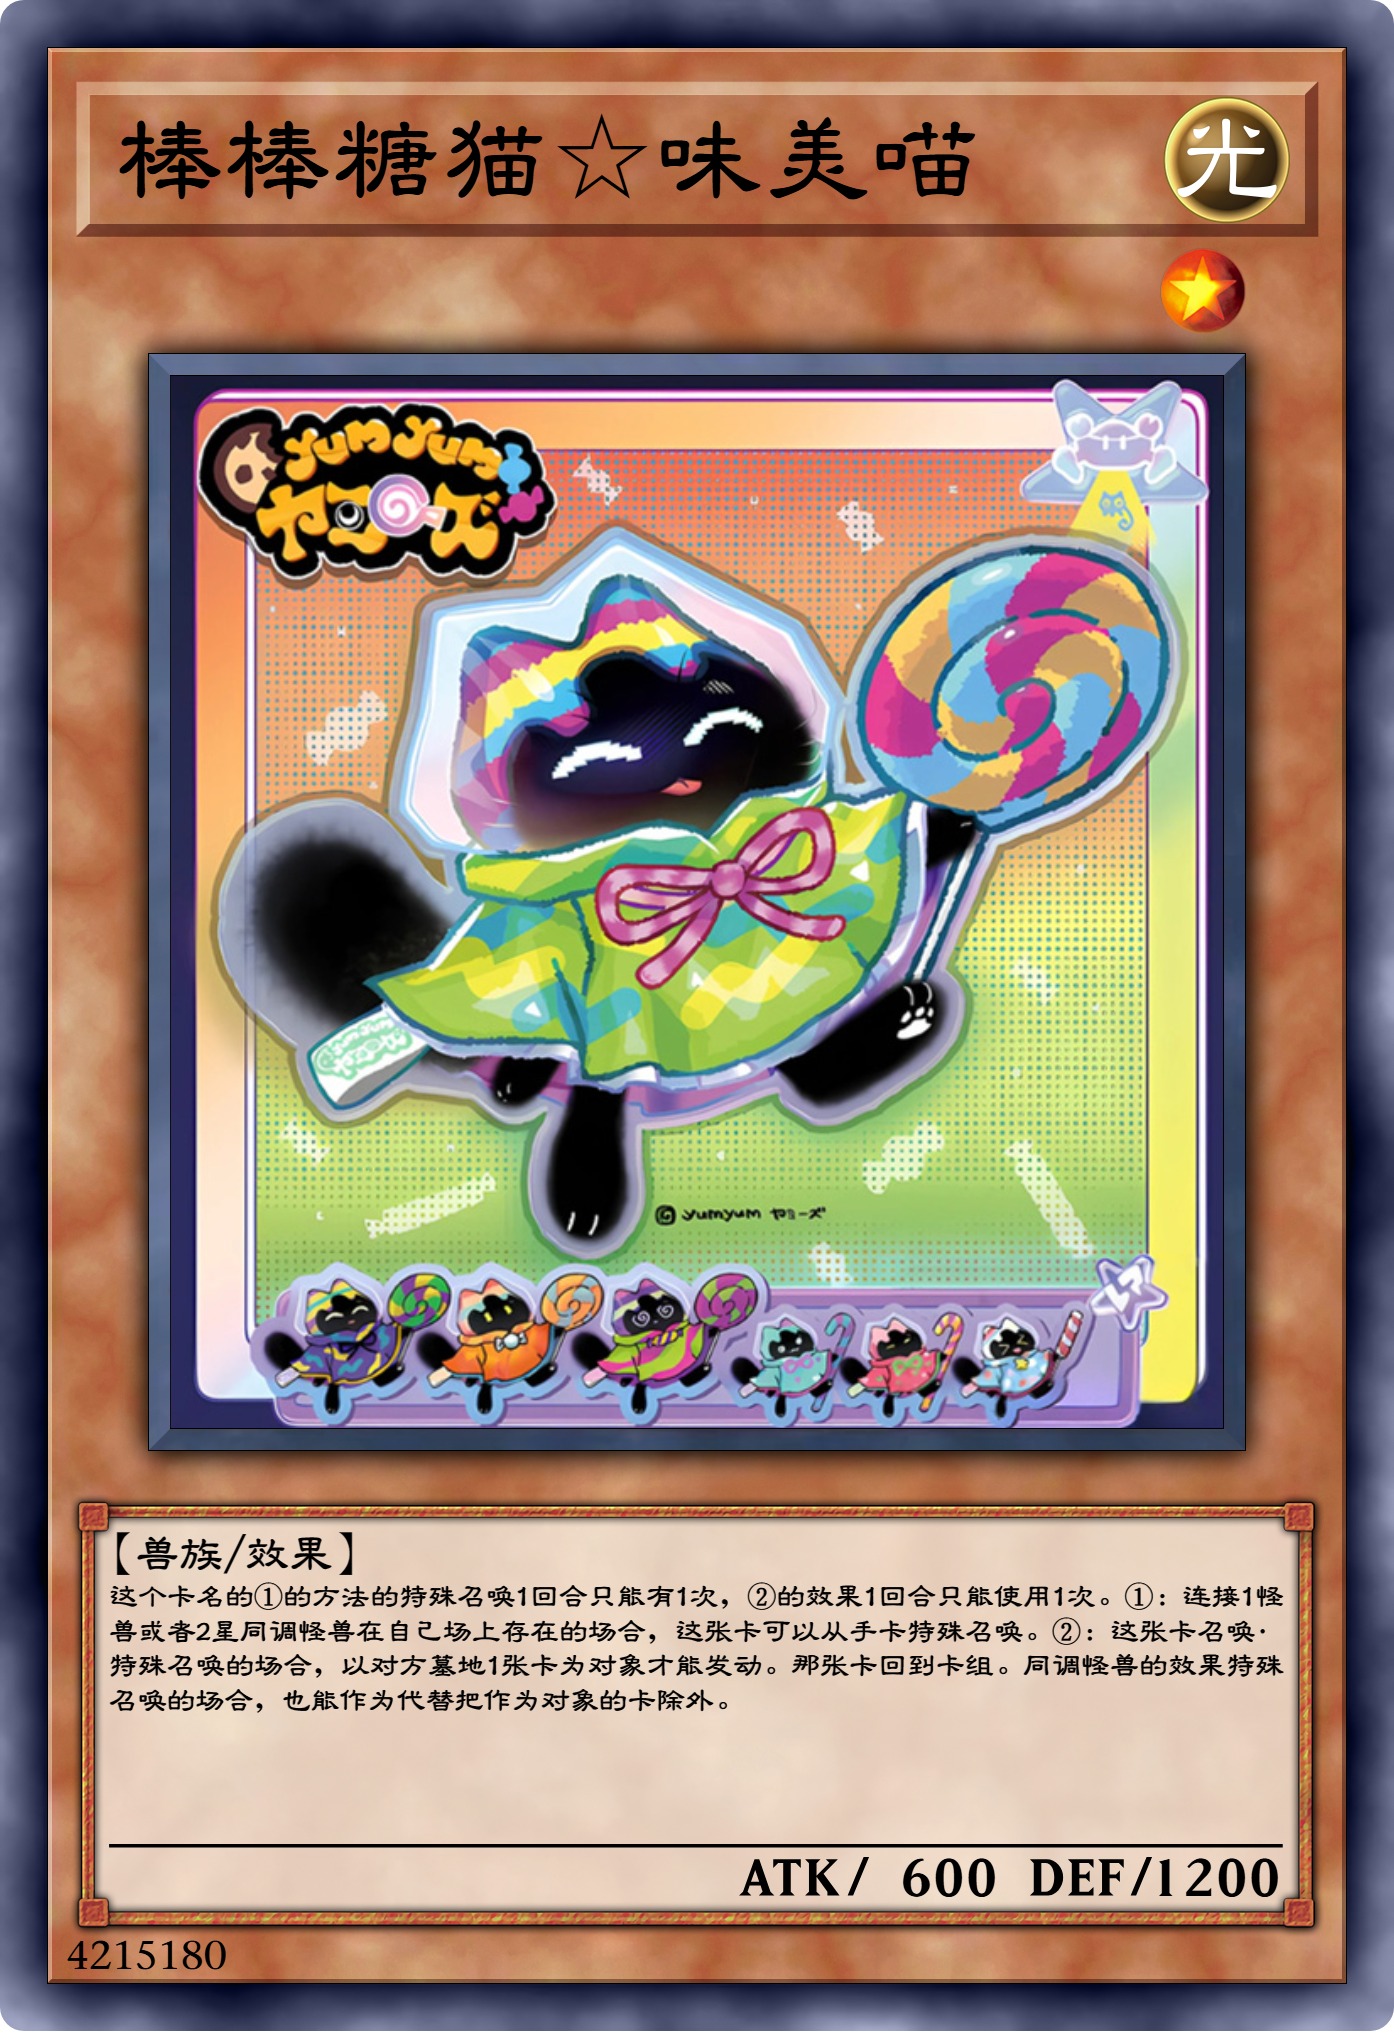 棒棒糖猫☆味美喵
光
yum yum
ヤミーズ
© yumyum ヤミーズ
【兽族/效果】
这个卡名的①的方法的特殊召唤1回合只能有1次，②的效果1回合只能使用1次。①：连接1怪
兽或者2星同调怪兽在自己场上存在的场合，这张卡可以从手卡特殊召唤。②：这张卡召唤·
特殊召唤的场合，以对方墓地1张卡为对象才能发动。那张卡回到卡组。同调怪兽的效果特殊
召唤的场合，也能作为代替把作为对象的卡除外。
ATK/ 600 DEF/1200
4215180